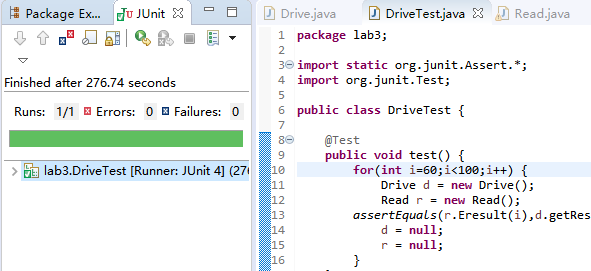 Package Ex...
JUnit
Finished after 276.74 seconds
Runs: 1/1 Errors: 0 Failures: 0
lab3.DriveTest [Runner: JUnit 4] (276
Drive.java
DriveTest.java
Read.java
1 package lab3;
2
3 import static org.junit.Assert.*;
4 import org.junit.Test;
5
6 public class DriveTest {
7
8 @Test
9 public void test() {
10 for(int i=60;i<100;i++) {
11 Drive d = new Drive();
12 Read r = new Read();
13 assertEquals(r.Eresult(i),d.getRes
14 d = null;
15 r = null;
16 }